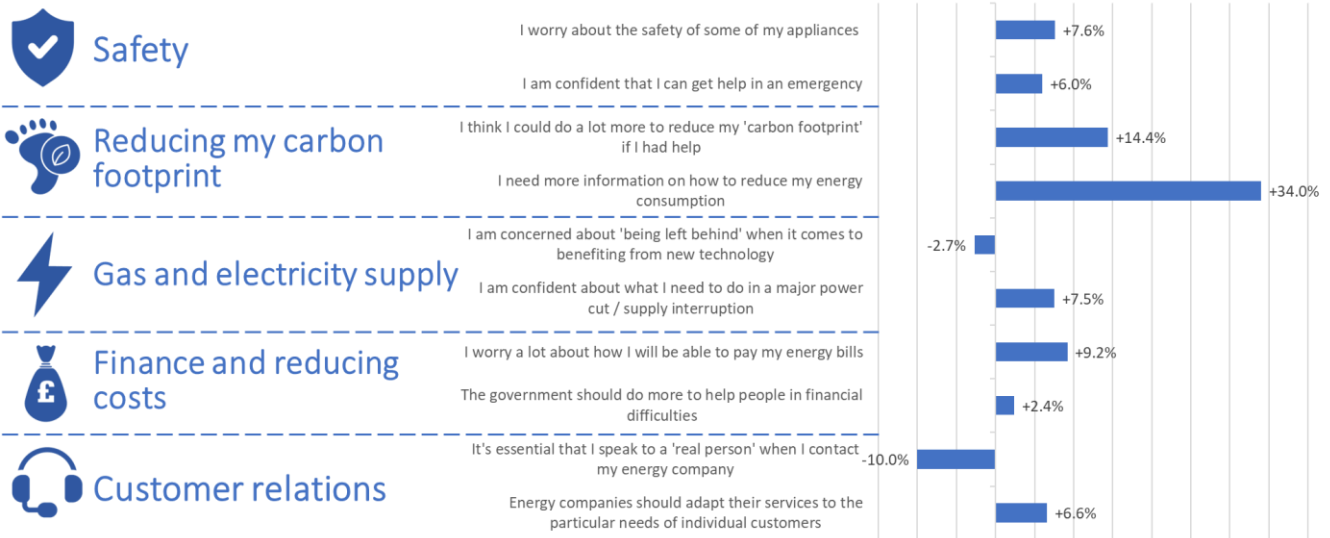 Safety
I worry about the safety of some of my appliances
+7.6%
I am confident that I can get help in an emergency
+6.0%
Reducing my carbon
footprint
I think I could do a lot more to reduce my 'carbon footprint'
if I had help
+14.4%
I need more information on how to reduce my energy
consumption
+34.0%
Gas and electricity supply
I am concerned about 'being left behind' when it comes to
benefiting from new technology
-2.7%
I am confident about what I need to do in a major power
cut / supply interruption
+7.5%
Finance and reducing
costs
£
I worry a lot about how I will be able to pay my energy bills
+9.2%
The government should do more to help people in financial
difficulties
+2.4%
Customer relations
It's essential that I speak to a 'real person' when I contact
my energy company
-10.0%
Energy companies should adapt their services to the
particular needs of individual customers
+6.6%